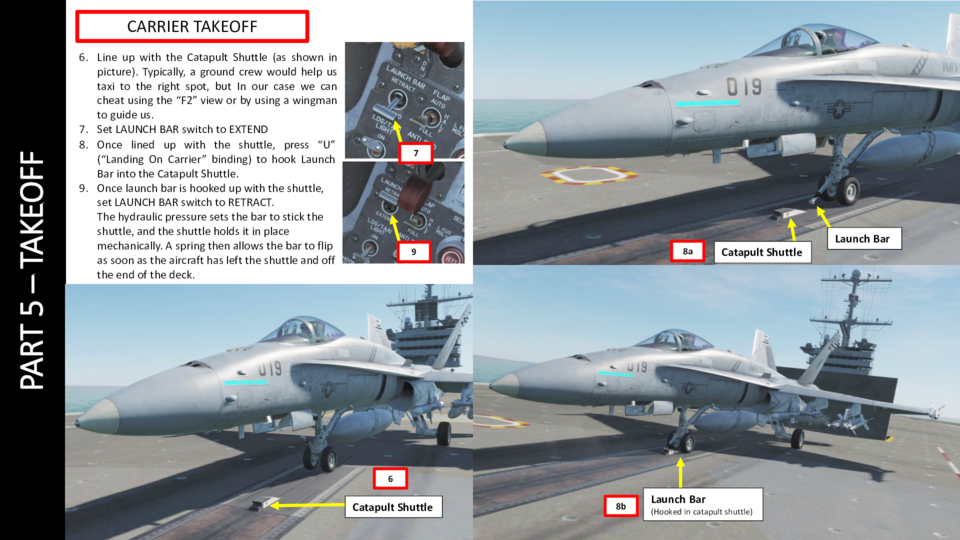 PART 5 – TAKEOFF
CARRIER TAKEOFF
6. Line up with the Catapult Shuttle (as shown in
picture). Typically, a ground crew would help us
taxi to the right spot, but In our case we can
cheat using the “F2” view or by using a wingman
to guide us.
7. Set LAUNCH BAR switch to EXTEND
8. Once lined up with the shuttle, press “U”
(“Landing On Carrier” binding) to hook Launch
Bar into the Catapult Shuttle.
9. Once launch bar is hooked up with the shuttle,
set LAUNCH BAR switch to RETRACT.
The hydraulic pressure sets the bar to stick the
shuttle, and the shuttle holds it in place
mechanically. A spring then allows the bar to flip
as soon as the aircraft has left the shuttle and off
the end of the deck.
LAUNCH BAR
RETRACT
FLAP
AUTO
FULL
LDG/TAXI
LIGHT
ON
7
FLAP
FULL
LDG/TAXI
LIGHT
ON
9
019
8a
Catapult Shuttle
Launch Bar
019
6
Catapult Shuttle
019
8b
Launch Bar
(Hooked in catapult shuttle)